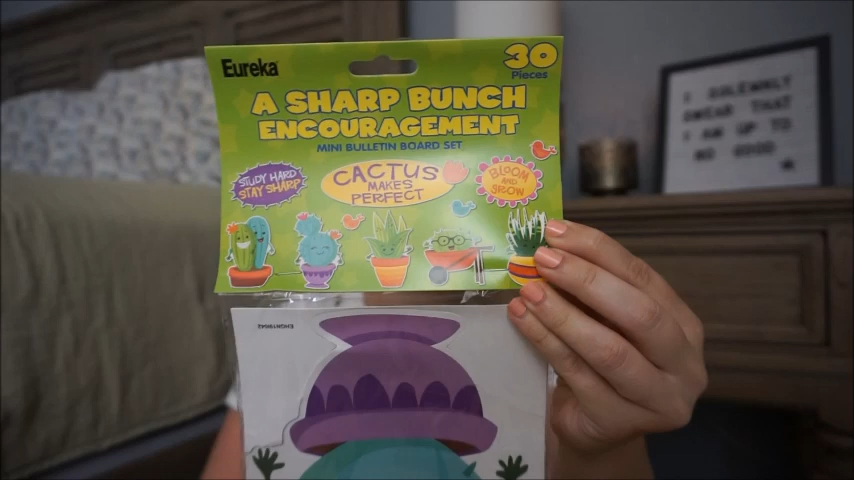 Eureka
30
Pieces
A SHARP BUNCH
ENCOURAGEMENT
MINI BULLETIN BOARD SET
STUDY HARD
STAY SHARP
CACTUS
MAKES
PERFECT
BLOOM
AND
GROW
I SOLEMNLY
SWEAR THAT
I AM UP TO
NO GOOD